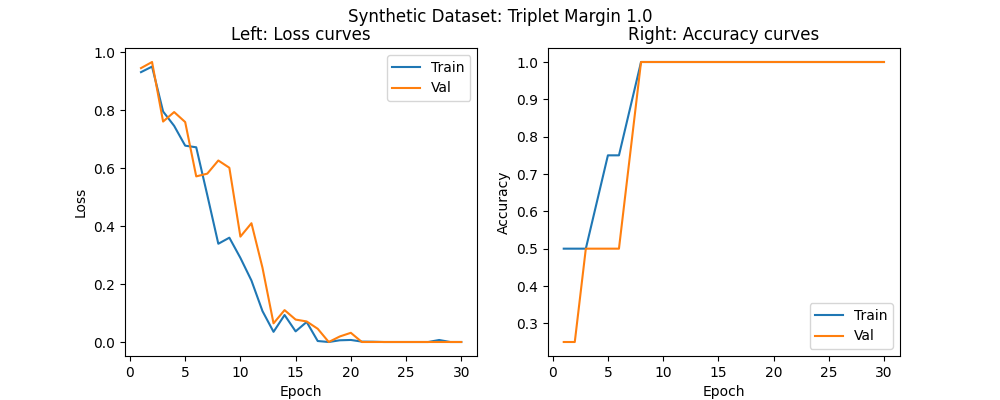 Synthetic Dataset: Triplet Margin 1.0
Left: Loss curves
1.0
0.8
0.6
0.4
0.2
0.0
Loss
0
5
10
15
20
25
30
Epoch
Train
Val
Right: Accuracy curves
1.0
0.9
0.8
0.7
0.6
0.5
0.4
0.3
Accuracy
0
5
10
15
20
25
30
Epoch
Train
Val